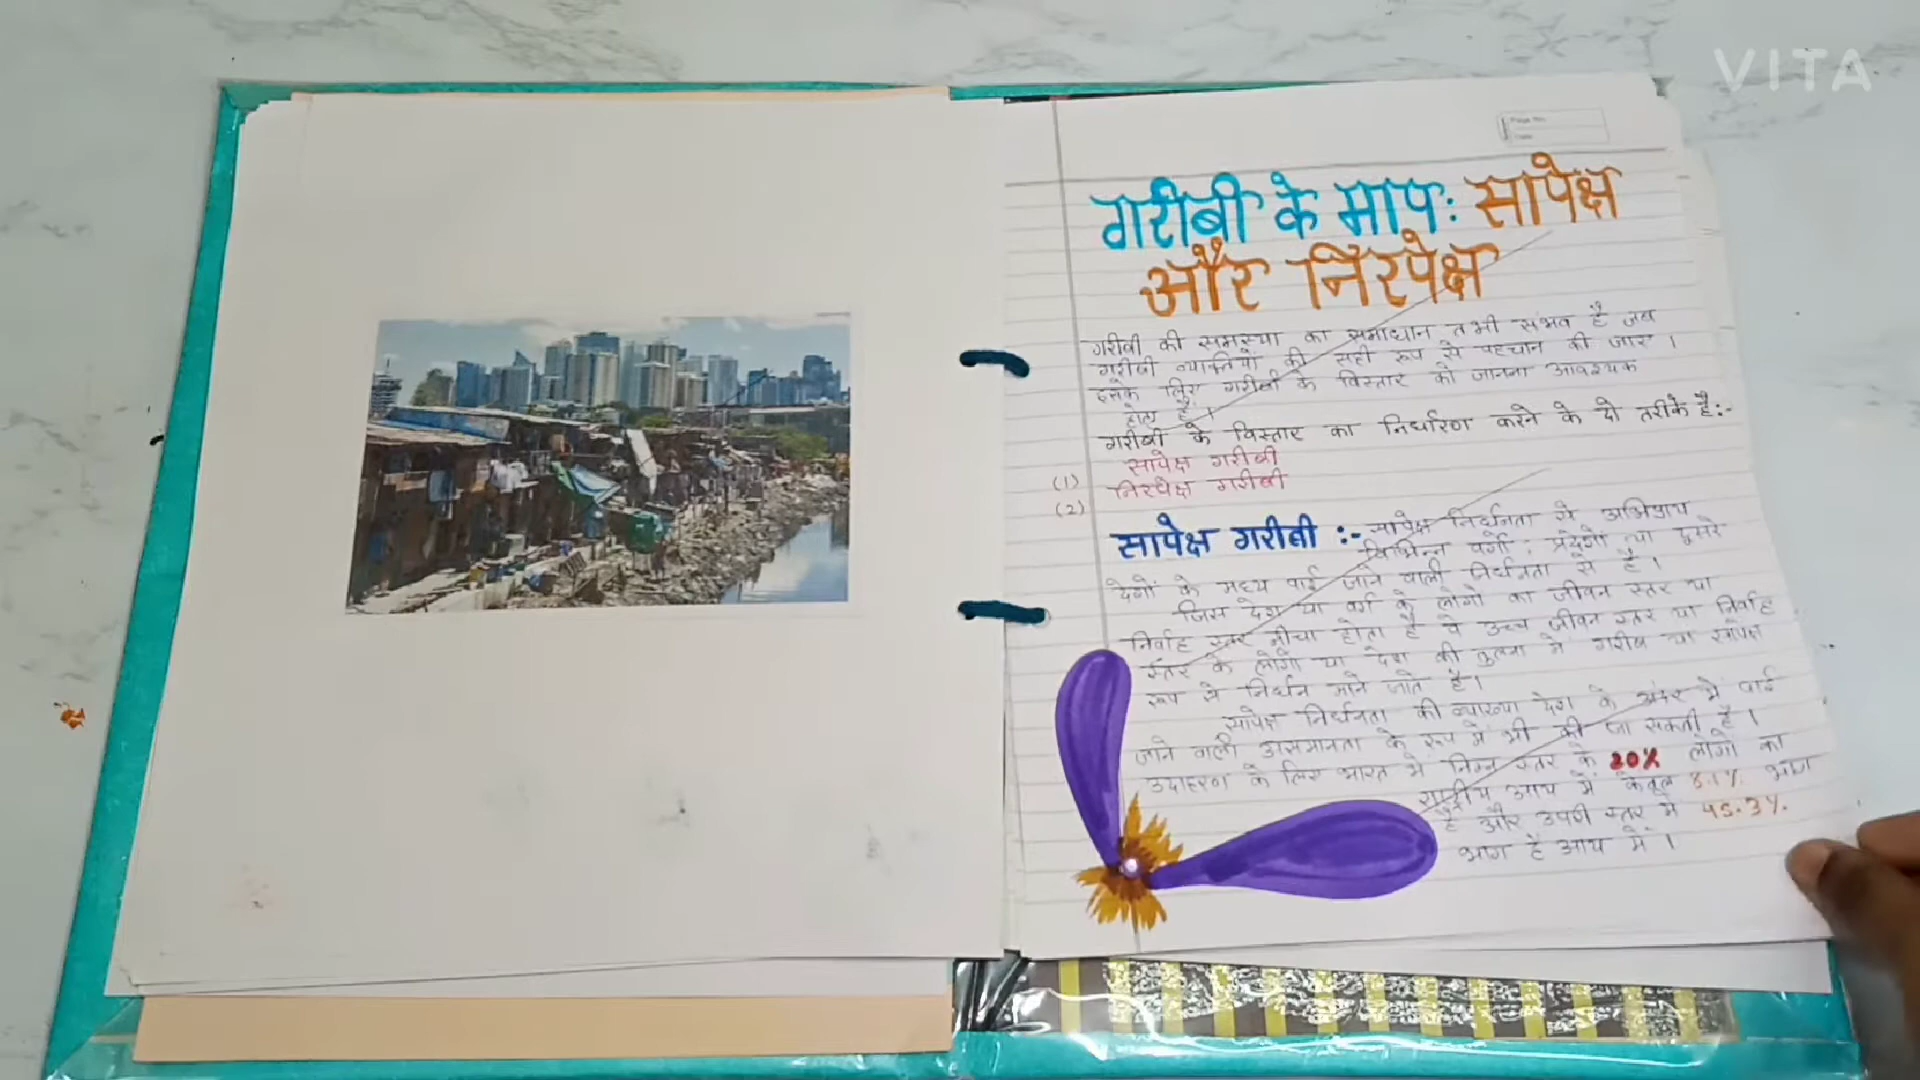 VITA
Page No.
Date
गरीबी के माप: सापेक्ष
और निरपेक्ष
गरीबी की समस्या का समाधान तभी संभव है जब
गरीबी व्यक्तियों की सही रूप से पहचान की जाए ।
इसके लिए गरीबी के विस्तार को जानना आवश्यक
होता है ।
गरीबी के विस्तार का निर्धारण करने के दो तरीके है:-
(1) सापेक्ष गरीबी
(2) निरपेक्ष गरीबी
सापेक्ष गरीबी :- सापेक्ष निर्धनता से अभिप्राय
विभिन्न वर्गों, प्रदेशों या दूसरे
देशों के मध्य पाई जाने वाली निर्धनता से है ।
जिस देश या वर्ग के लोगों का जीवन स्तर या
निर्वाह स्तर नीचा होता है वे उच्च जीवन स्तर या निर्वाह
स्तर के लोगों या देश की तुलना में गरीब या सापेक्ष
रूप से निर्धन माने जाते है ।
सापेक्ष निर्धनता की व्याख्या देश के अंदर में पाई
जाने वाली असमानता के रूप में भी की जा सकती है ।
उदाहरण के लिए भारत में निम्न स्तर के 20% लोगों का
राष्ट्रीय आय में केवल 8.1% भाग
है और उपरी स्तर में 45.3%
भाग है आय में ।